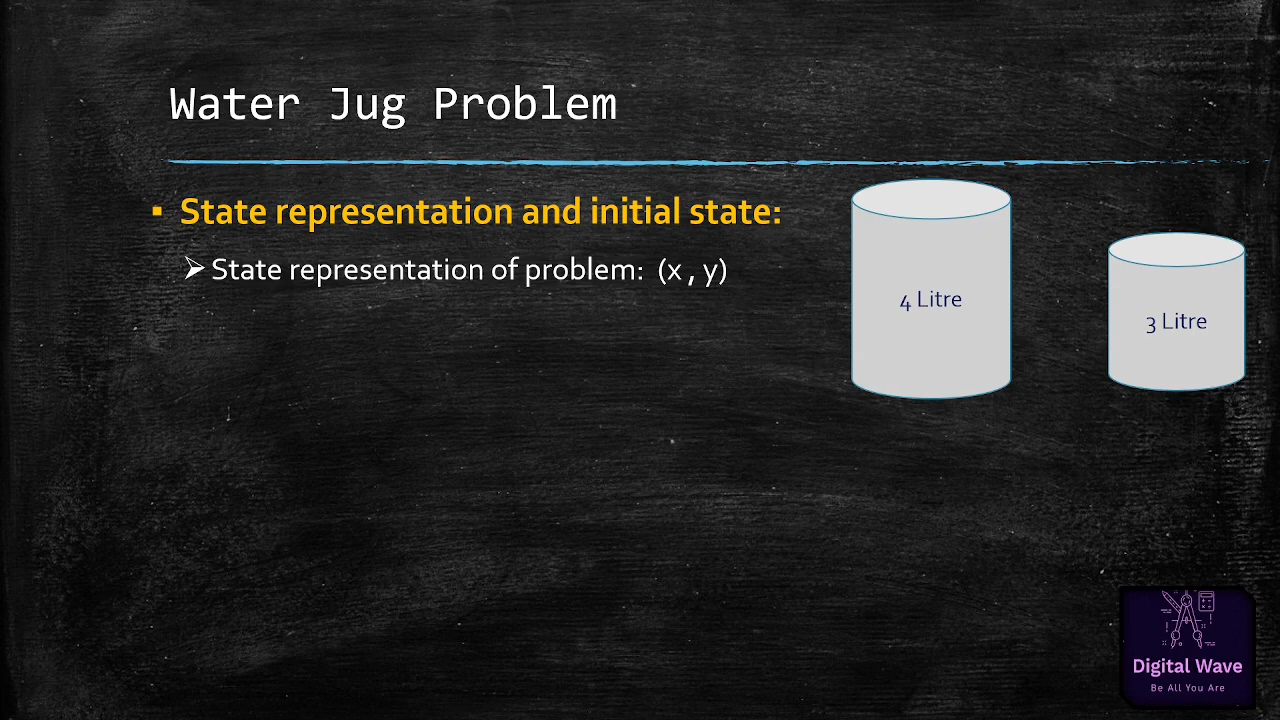 Water Jug Problem
▪ State representation and initial state:
➢ State representation of problem: (x , y)
4 Litre
3 Litre
Digital Wave
Be All You Are